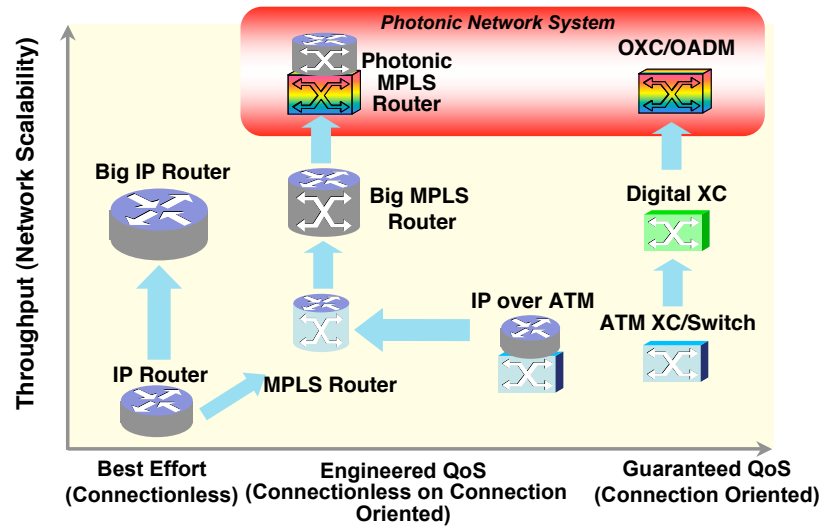 Photonic Network System
Photonic
MPLS
Router
OXC/OADM
Big IP Router
Big MPLS
Router
Digital XC
IP over ATM
ATM XC/Switch
IP Router
MPLS Router
Throughput (Network Scalability)
Best Effort
(Connectionless)
Engineered QoS
(Connectionless on Connection
Oriented)
Guaranteed QoS
(Connection Oriented)